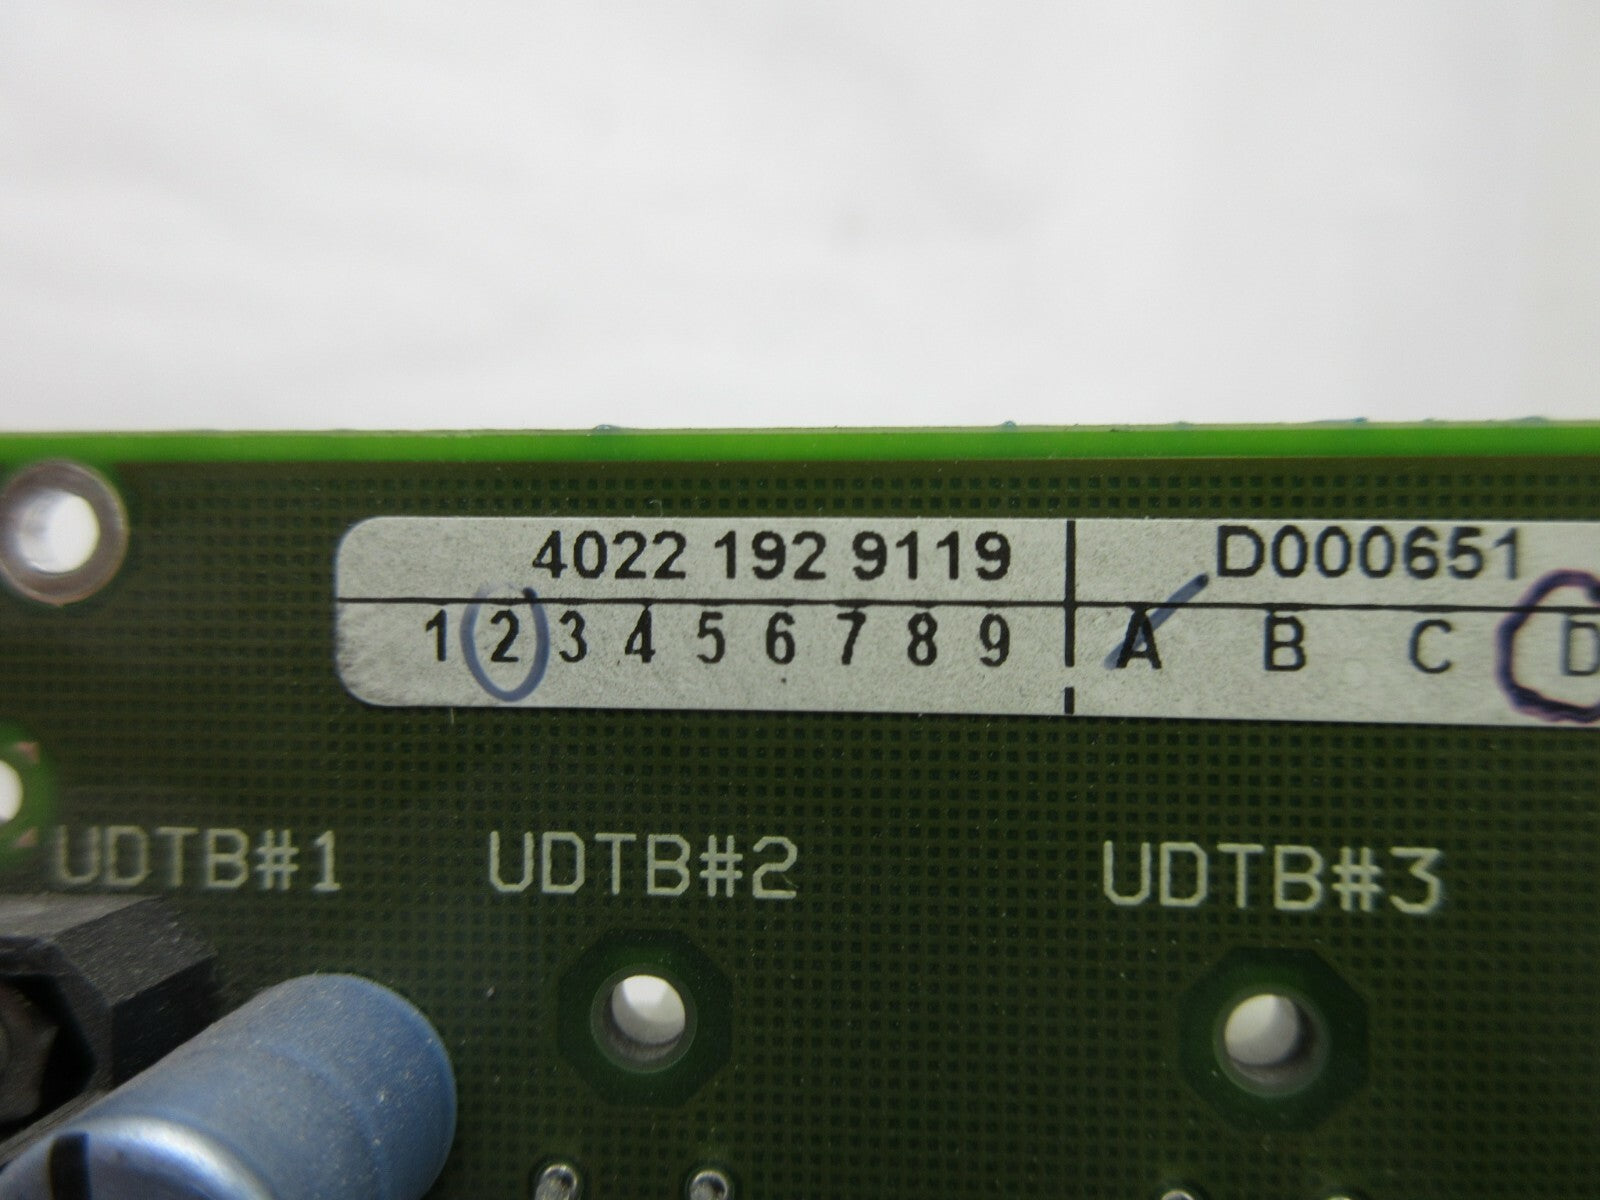 4022 192 9119 D000651
1 2 3 4 5 6 7 8 9 A B C D
UDTB#1 UDTB#2 UDTB#3